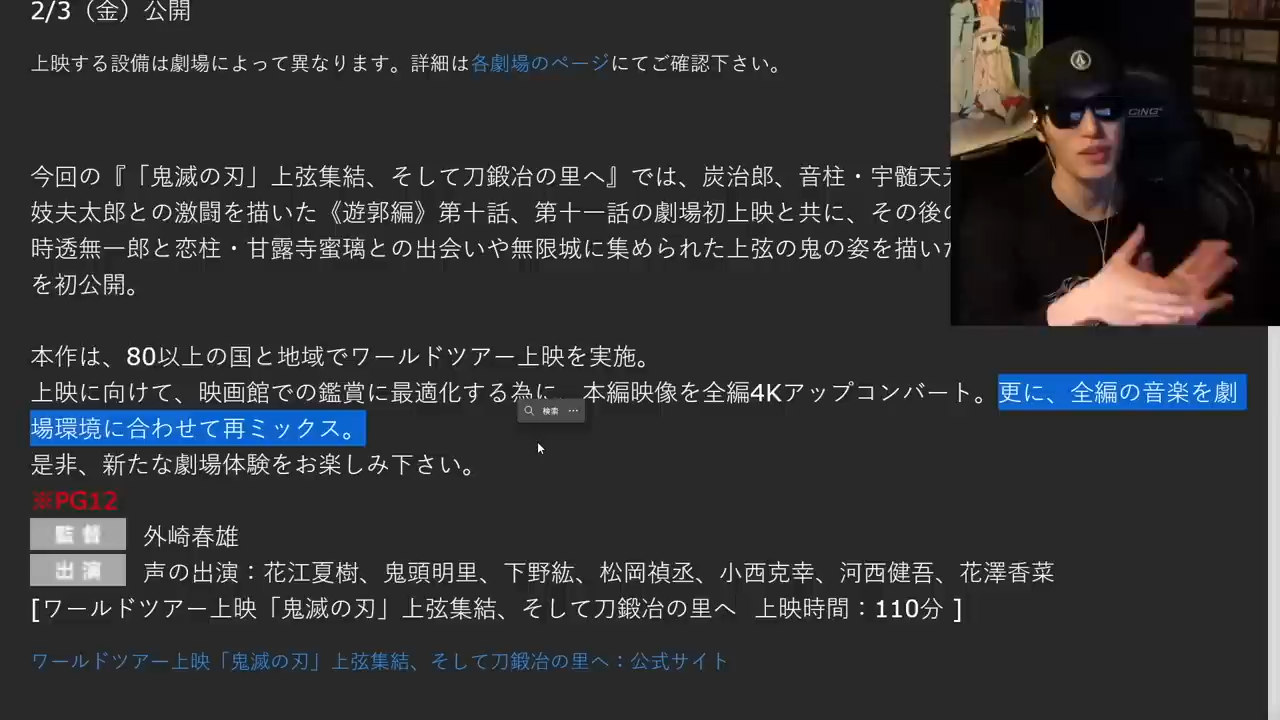 2/3（金）公開
上映する設備は劇場によって異なります。詳細は各劇場のページにてご確認下さい。
今回の『「鬼滅の刃」上弦集結、そして刀鍛冶の里へ』では、炭治郎、音柱・宇髄天元
妓夫太郎との激闘を描いた《遊郭編》第十話、第十一話の劇場初上映と共に、その後の
時透無一郎と恋柱・甘露寺蜜璃との出会いや無限城に集められた上弦の鬼の姿を描いた
を初公開。
本作は、80以上の国と地域でワールドツアー上映を実施。
上映に向けて、映画館での鑑賞に最適化する為に、本編映像を全編4Kアップコンバート。更に、全編の音楽を劇
検索 …
場環境に合わせて再ミックス。
是非、新たな劇場体験をお楽しみ下さい。
※PG12
監督 外崎春雄
出演 声の出演：花江夏樹、鬼頭明里、下野紘、松岡禎丞、小西克幸、河西健吾、花澤香菜
[ワールドツアー上映「鬼滅の刃」上弦集結、そして刀鍛冶の里へ 上映時間：110分 ]
ワールドツアー上映「鬼滅の刃」上弦集結、そして刀鍛冶の里へ：公式サイト